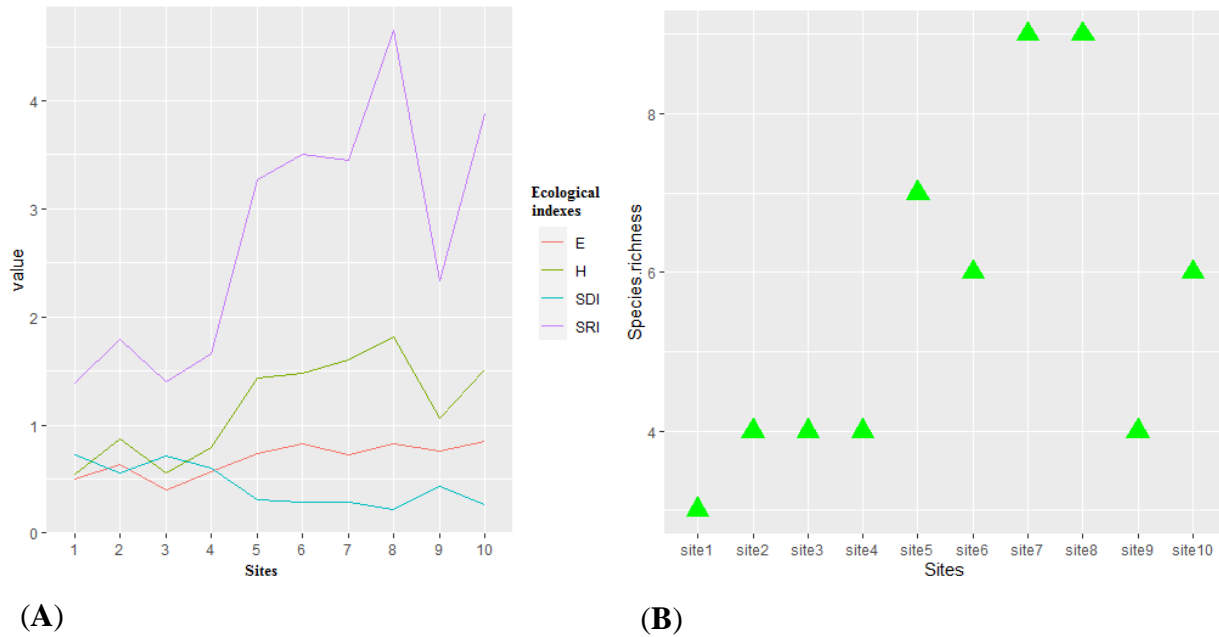 4
3
2
1
0
value
1 2 3 4 5 6 7 8 9 10
Sites
Ecological
indexes
E
H
SDI
SRI
(A)
8
6
4
Species.richness
site1 site2 site3 site4 site5 site6 site7 site8 site9 site10
Sites
(B)